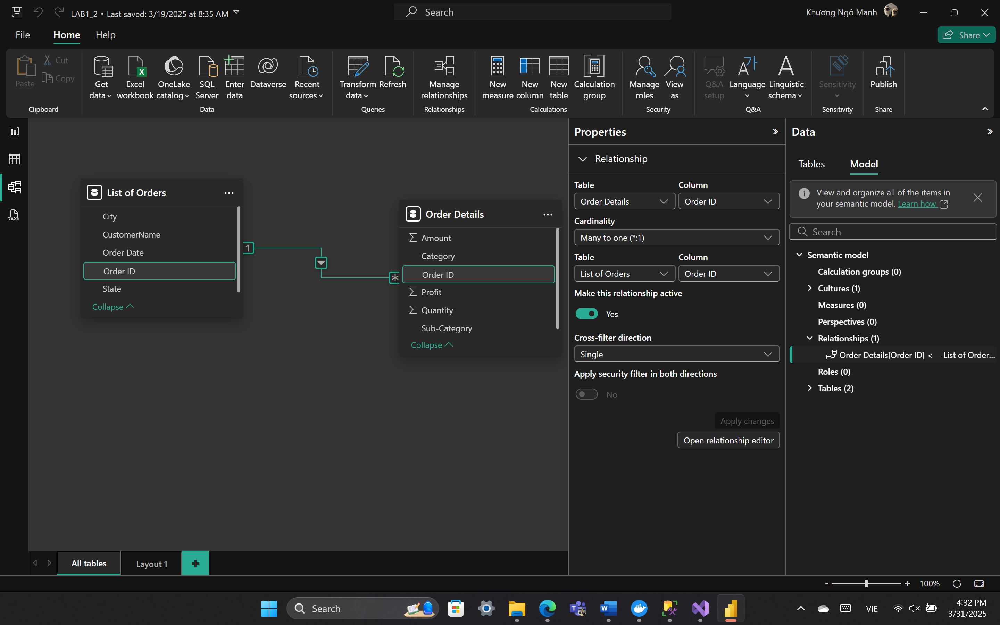 LAB1_2 • Last saved: 3/19/2025 at 8:35 AM
Search
Khương Ngô Mạnh
File
Home
Help
Share
Paste
Cut
Copy
Clipboard
Get data
Excel workbook
OneLake catalog
SQL Server
Enter data
Dataverse
Recent sources
Data
Transform data
Refresh
Queries
Manage relationships
Relationships
New measure
New column
New table
Calculation group
Calculations
Manage roles
View as
Security
Q&A setup
Language
Linguistic schema
Q&A
Sensitivity
Sensitivity
Publish
Share
DAX
List of Orders
City
CustomerName
Order Date
Order ID
State
Collapse
1
*
Order Details
Σ Amount
Category
Order ID
Σ Profit
Σ Quantity
Sub-Category
Collapse
Properties
Relationship
Table
Column
Order Details
Order ID
Cardinality
Many to one (*:1)
Table
Column
List of Orders
Order ID
Make this relationship active
Yes
Cross-filter direction
Single
Apply security filter in both directions
No
Apply changes
Open relationship editor
Data
Tables
Model
View and organize all of the items in
your semantic model. Learn how
Search
Semantic model
Calculation groups (0)
Cultures (1)
Measures (0)
Perspectives (0)
Relationships (1)
Order Details[Order ID] <— List of Order...
Roles (0)
Tables (2)
All tables
Layout 1
+
- + 100%
Search
VIE
4:32 PM
3/31/2025